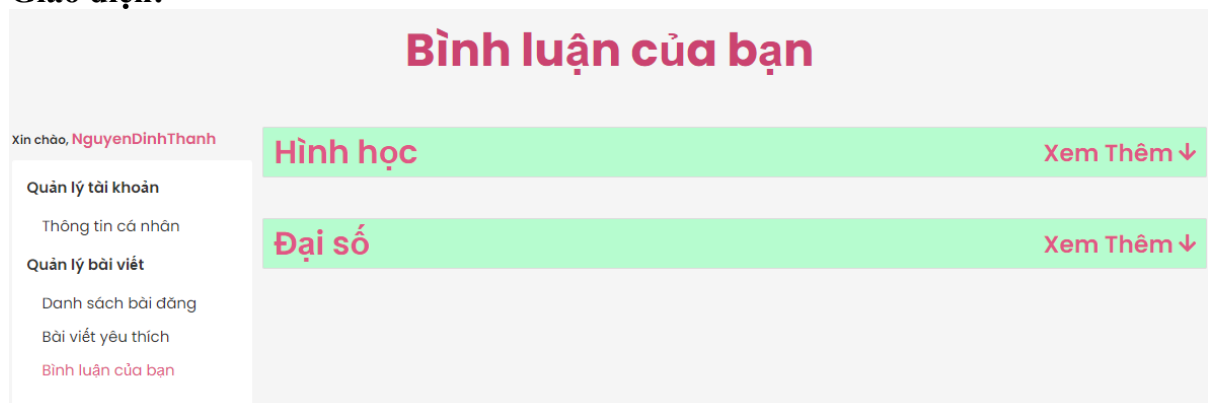 Giao diện:
Bình luận của bạn
Xin chào, NguyenDinhThanh
Quản lý tài khoản
Thông tin cá nhân
Quản lý bài viết
Danh sách bài đăng
Bài viết yêu thích
Bình luận của bạn
Hình học Xem Thêm ↓
Đại số Xem Thêm ↓